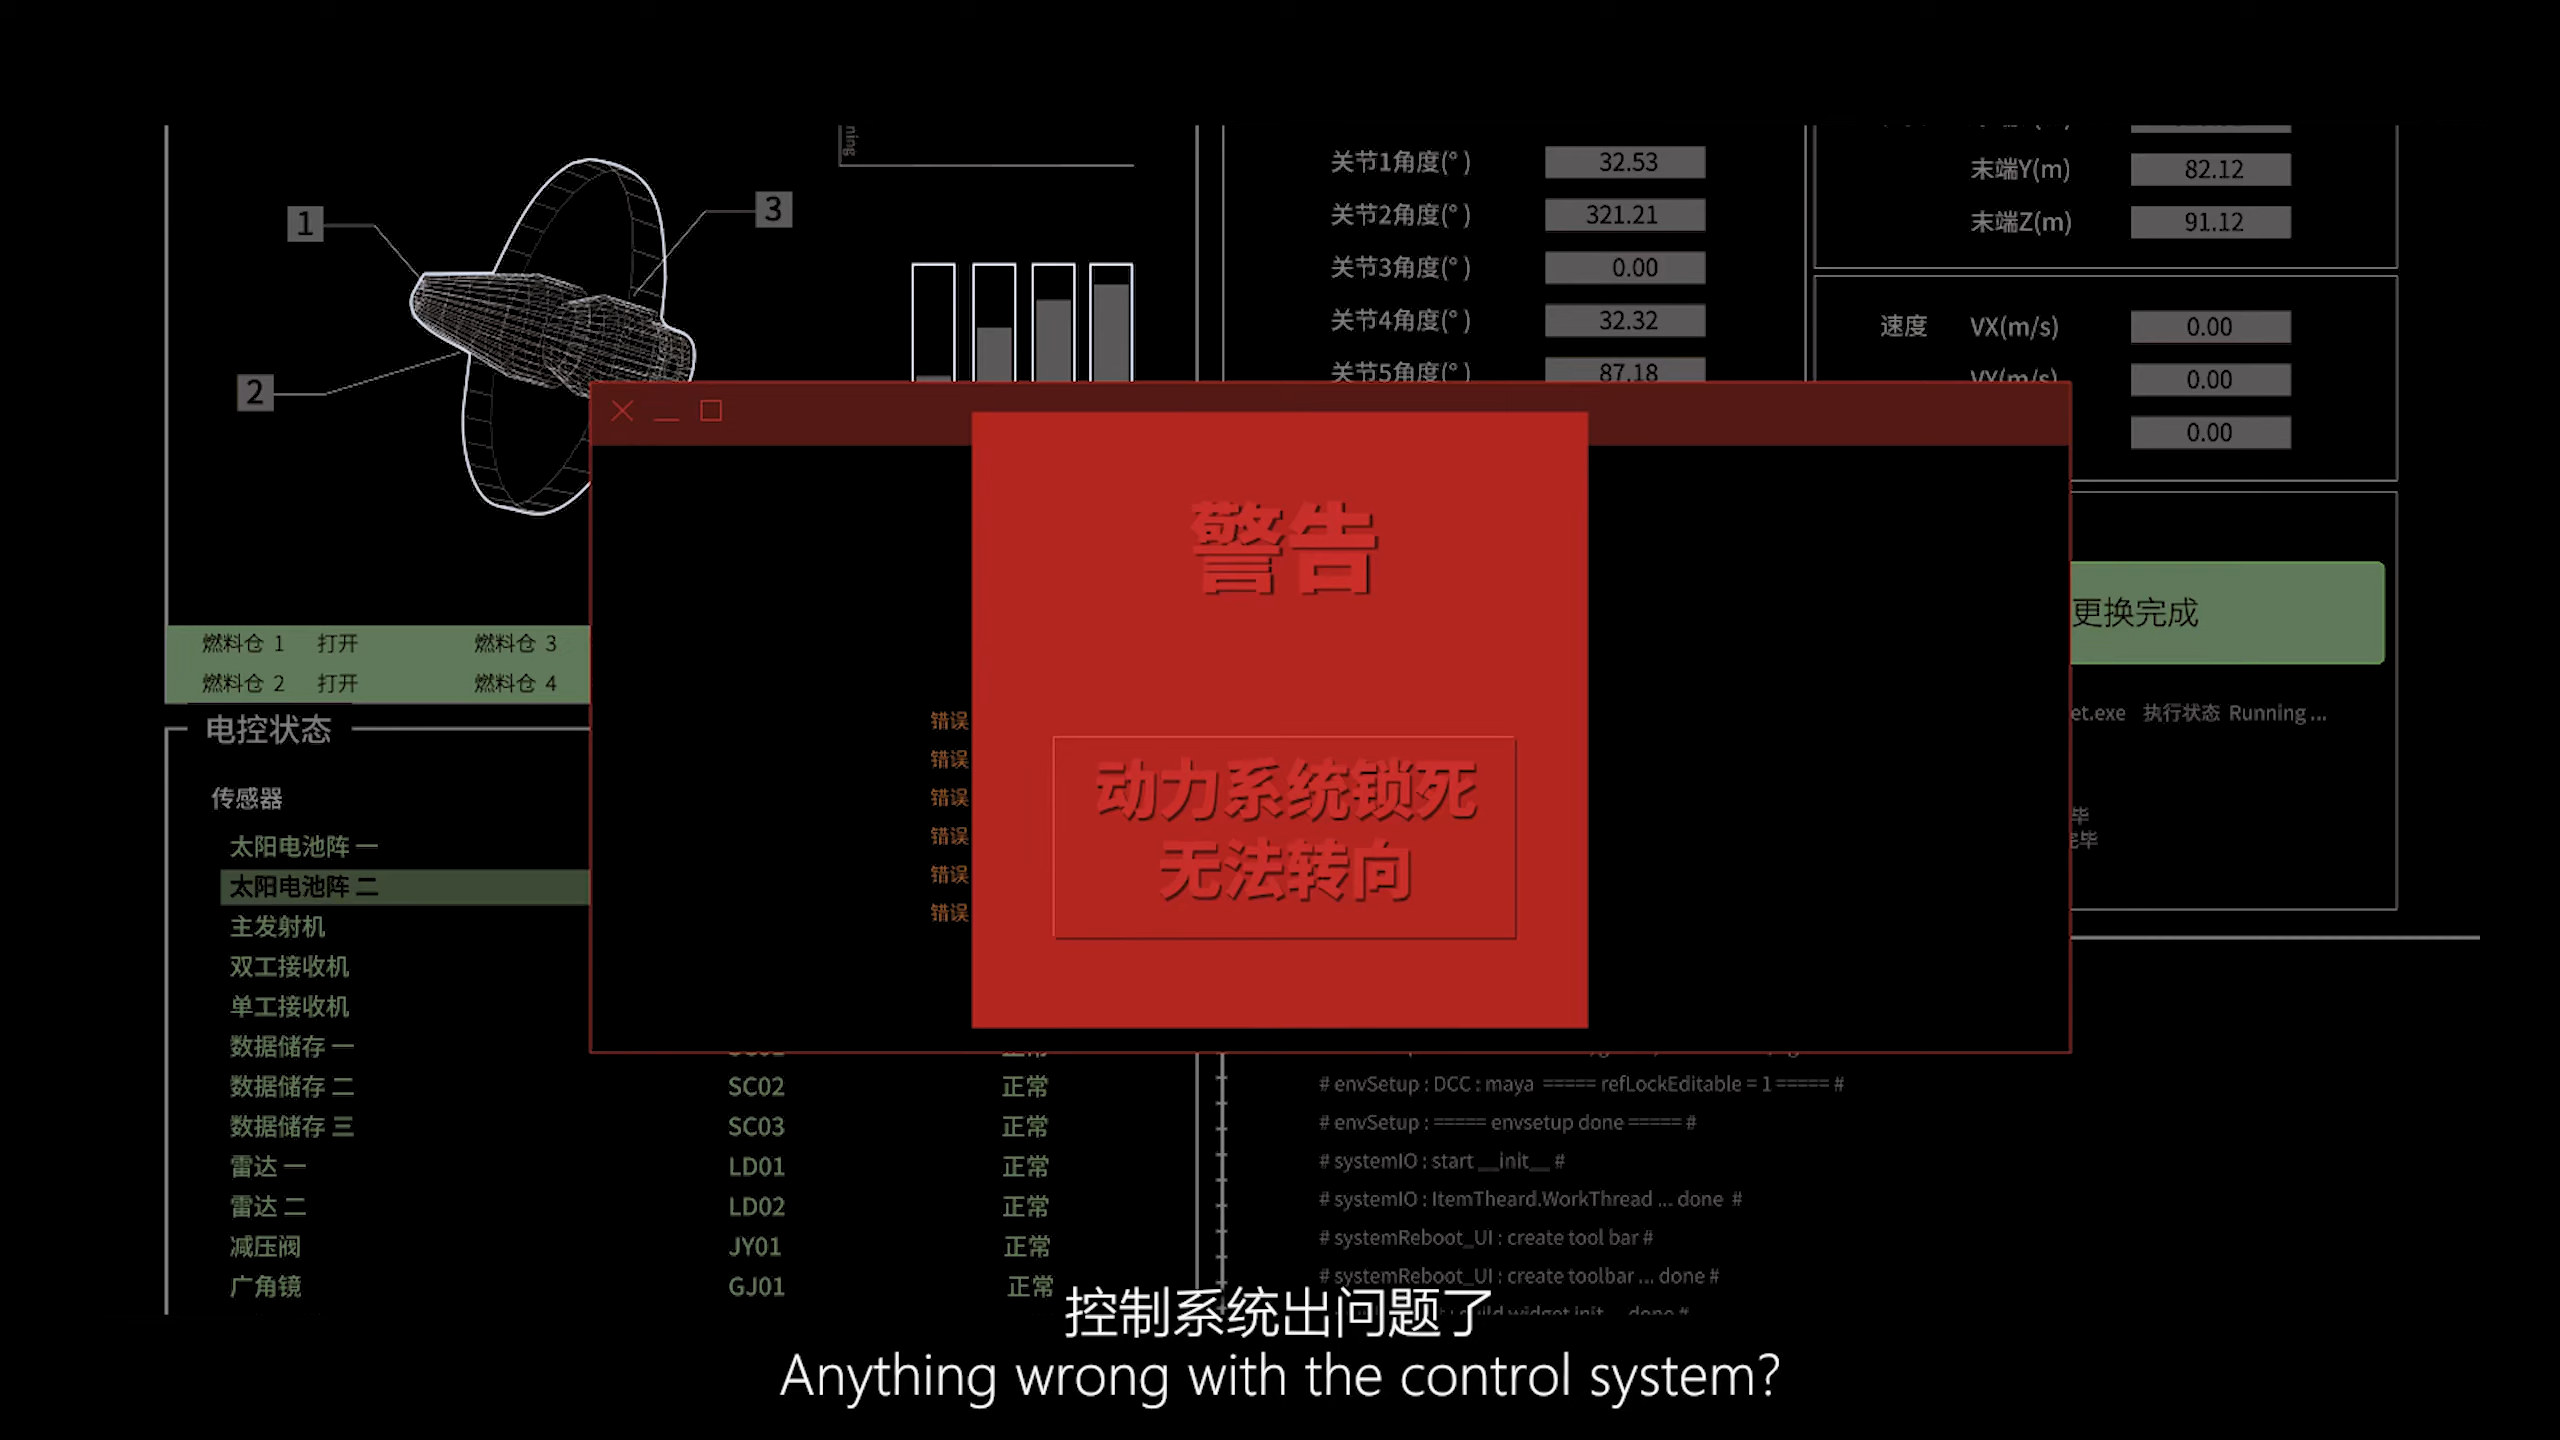 ning
1
3
2
关节1角度(°) 32.53
关节2角度(°) 321.21
关节3角度(°) 0.00
关节4角度(°) 32.32
关节5角度(°) 87.18
末端Y(m) 82.12
末端Z(m) 91.12
速度 VX(m/s) 0.00
VY(m/s) 0.00
0.00
警告
动力系统锁死
无法转向
错误
错误
错误
错误
错误
错误
更换完成
et.exe 执行状态 Running ...
毕
完毕
燃料仓 1 打开 燃料仓 3
燃料仓 2 打开 燃料仓 4
电控状态
传感器
太阳电池阵 一
太阳电池阵 二
主发射机
双工接收机
单工接收机
数据储存 一
数据储存 二 SC02 正常
数据储存 三 SC03 正常
雷达 一 LD01 正常
雷达 二 LD02 正常
减压阀 JY01 正常
广角镜 GJ01 正常
# envSetup : DCC : maya ===== refLockEditable = 1 ===== #
# envSetup : ===== envsetup done ===== #
# systemIO : start __init__ #
# systemIO : ItemTheard.WorkThread ... done #
# systemReboot_UI : create tool bar #
# systemReboot_UI : create toolbar ... done #
控制系统出问题了
Anything wrong with the control system?